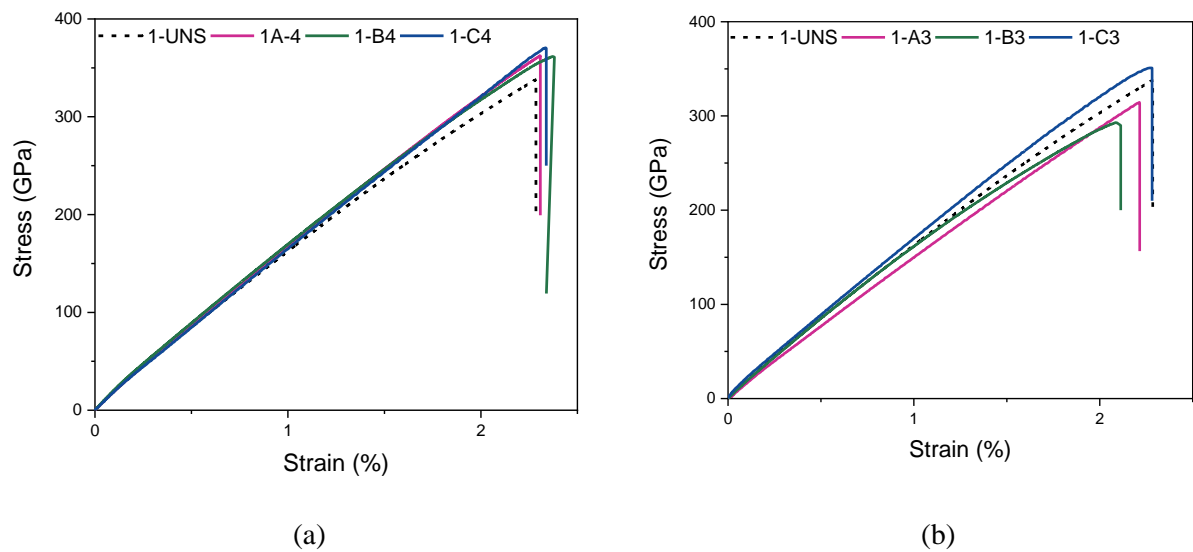 400
1-UNS 1A-4 1-B4 1-C4
300
200
100
0
0 1 2
Stress (GPa)
Strain (%)
(a)
400
1-UNS 1-A3 1-B3 1-C3
300
200
100
0
0 1 2
Stress (GPa)
Strain (%)
(b)